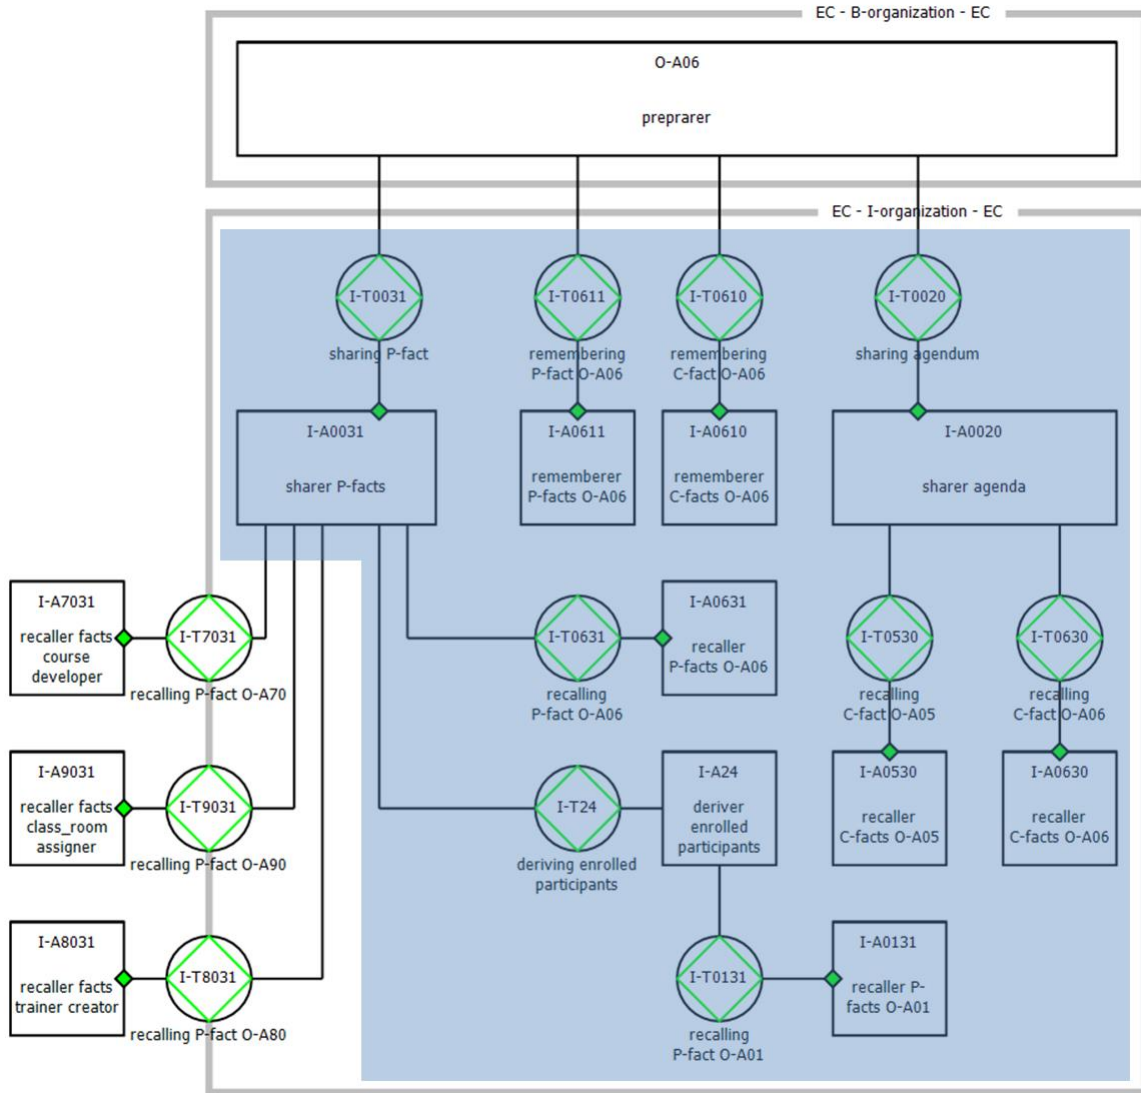 EC - B-organization - EC
O-A06
preprarer
EC - I-organization - EC
I-T0031
sharing P-fact
I-T0611
remembering
P-fact O-A06
I-T0610
remembering
C-fact O-A06
I-T0020
sharing agendum
I-A0031
sharer P-facts
I-A0611
rememberer
P-facts O-A06
I-A0610
rememberer
C-facts O-A06
I-A0020
sharer agenda
I-A7031
recaller facts
course
developer
I-T7031
recalling P-fact O-A70
I-T0631
recalling
P-fact O-A06
I-A0631
recaller
P-facts O-A06
I-T0530
recalling
C-fact O-A05
I-T0630
recalling
C-fact O-A06
I-A9031
recaller facts
class_room
assigner
I-T9031
recalling P-fact O-A90
I-T24
deriving enrolled
participants
I-A24
deriver
enrolled
participants
I-A0530
recaller
C-facts O-A05
I-A0630
recaller
C-facts O-A06
I-A8031
recaller facts
trainer creator
I-T8031
recalling P-fact O-A80
I-T0131
recalling
P-fact O-A01
I-A0131
recaller P-
facts O-A01